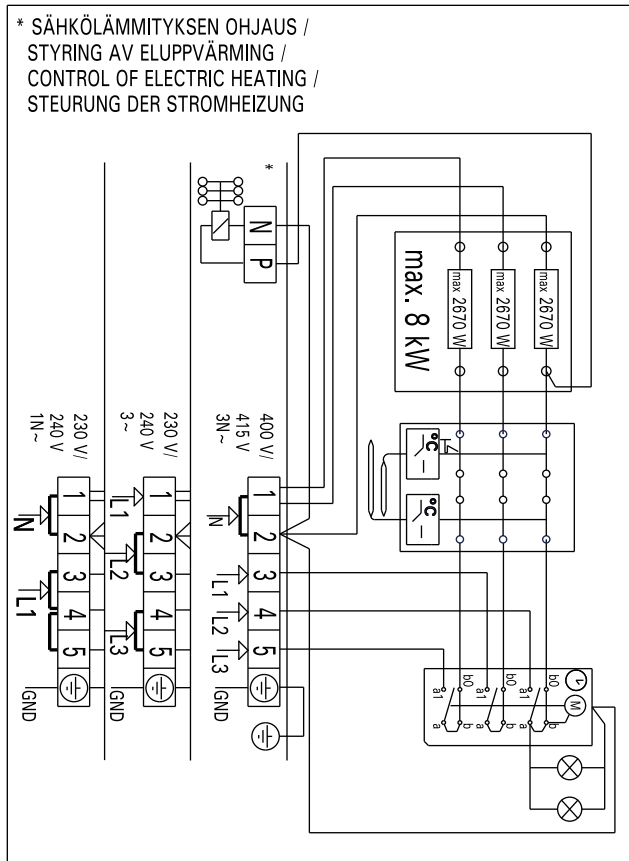 * SÄHKÖLÄMMITYKSEN OHJAUS /
STYRING AV ELUPPVÄRMING /
CONTROL OF ELECTRIC HEATING /
STEURUNG DER STROMHEIZUNG
*
N
P
max. 8 kW
max 2670 W
max 2670 W
max 2670 W
°C
°C
230 V/
240 V
1N~
1
2
3
4
5
N
L1
GND
230 V/
240 V
3~
1
2
3
4
5
L1
L2
L3
GND
400 V/
415 V
3N~
1
2
3
4
5
N
L1
L2
L3
GND
M
b0
a1
b
a
b0
a1
b
a
b0
a1
b
a